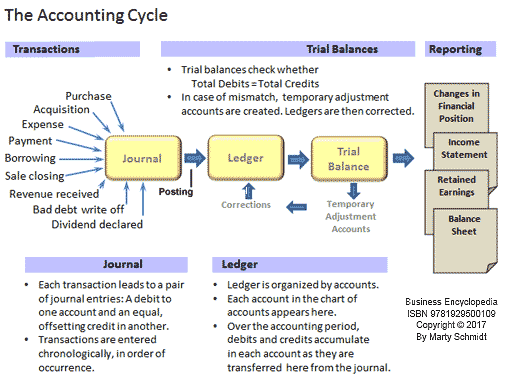 The Accounting Cycle
Transactions
Trial Balances
Reporting
• Trial balances check whether
Total Debits = Total Credits
• In case of mismatch, temporary adjustment
accounts are created. Ledgers are then corrected.
Purchase
Acquisition
Expense
Payment
Borrowing
Sale closing
Revenue received
Bad debt write off
Dividend declared
Journal
Posting
Ledger
Trial
Balance
Corrections
Temporary
Adjustment
Accounts
Changes in
Financial
Position
Income
Statement
Retained
Earnings
Balance
Sheet
Journal
• Each transaction leads to a pair
of journal entries: A debit to
one account and an equal,
offsetting credit in another.
• Transactions are entered
chronologically, in order of
occurrence.
Ledger
• Ledger is organized by accounts.
• Each account in the chart of
accounts appears here.
• Over the accounting period,
debits and credits accumulate
in each account as they are
transferred here from the journal.
Business Encyclopedia
ISBN 9781929500109
Copyright © 2017
By Marty Schmidt